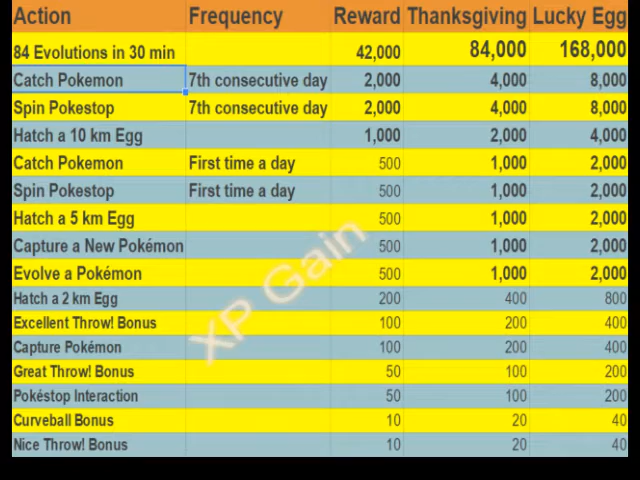 Action Frequency Reward Thanksgiving Lucky Egg
84 Evolutions in 30 min 42,000 84,000 168,000
Catch Pokemon 7th consecutive day 2,000 4,000 8,000
Spin Pokestop 7th consecutive day 2,000 4,000 8,000
Hatch a 10 km Egg 1,000 2,000 4,000
Catch Pokemon First time a day 500 1,000 2,000
Spin Pokestop First time a day 500 1,000 2,000
Hatch a 5 km Egg 500 1,000 2,000
Capture a New Pokémon 500 1,000 2,000
Evolve a Pokémon 500 1,000 2,000
Hatch a 2 km Egg 200 400 800
Excellent Throw! Bonus 100 200 400
Capture Pokémon 100 200 400
Great Throw! Bonus 50 100 200
Pokéstop Interaction 50 100 200
Curveball Bonus 10 20 40
Nice Throw! Bonus 10 20 40
XP Gain